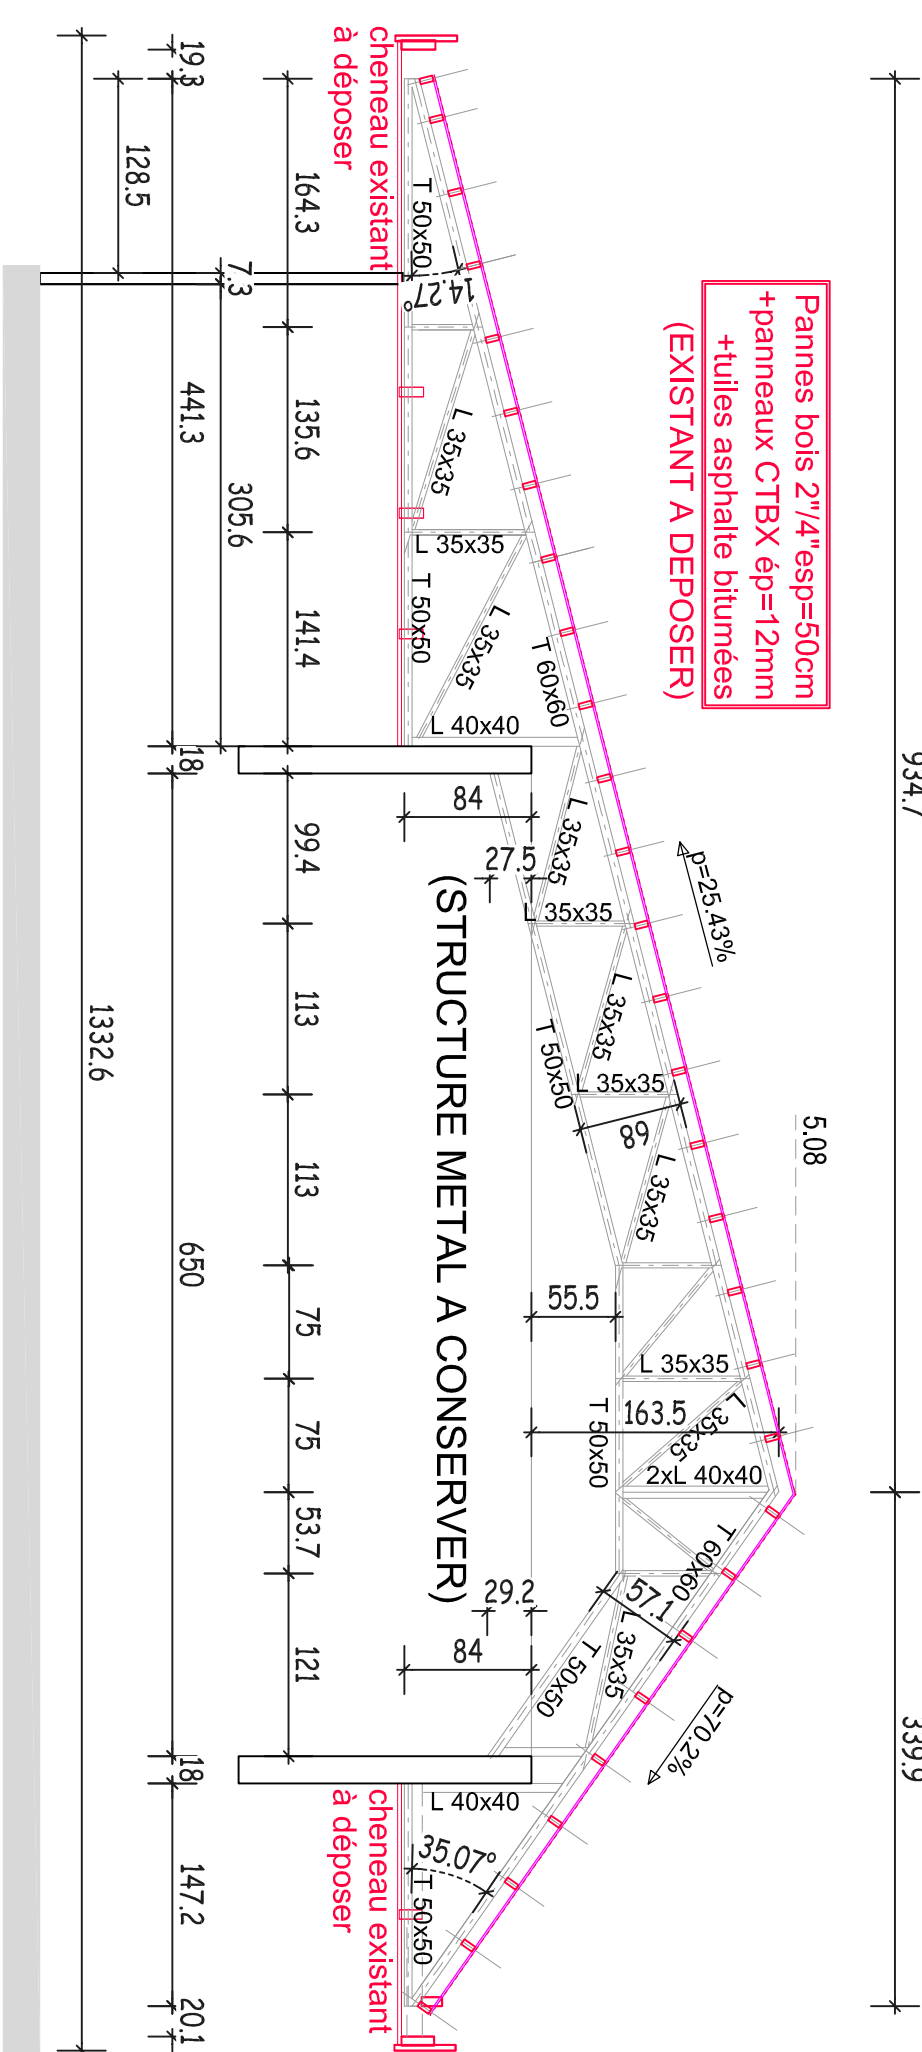 934.7
339.9
Pannes bois 2"/4"esp=50cm
+panneaux CTBX ép=12mm
+tuiles asphalte bitumées
(EXISTANT A DEPOSER)
5.08
p=25.43%
p=70.2%
T 60x60
T 60x60
2xL 40x40
L 35x35
L 35x35
163.5
T 50x50
55.5
L 35x35
89
L 35x35
L 35x35
T 50x50
L 35x35
L 35x35
27.5
84
57.1
L 35x35
T 50x50
29.2
84
L 40x40
L 35x35
T 50x50
L 35x35
L 35x35
14.27°
T 50x50
L 40x40
35.07°
T 50x50
(STRUCTURE METAL A CONSERVER)
cheneau existant
à déposer
cheneau existant
à déposer
164.3
135.6
141.4
99.4
113
113
75
75
53.7
121
7.3
305.6
19.3
441.3
18
650
18
147.2
20.1
128.5
1332.6